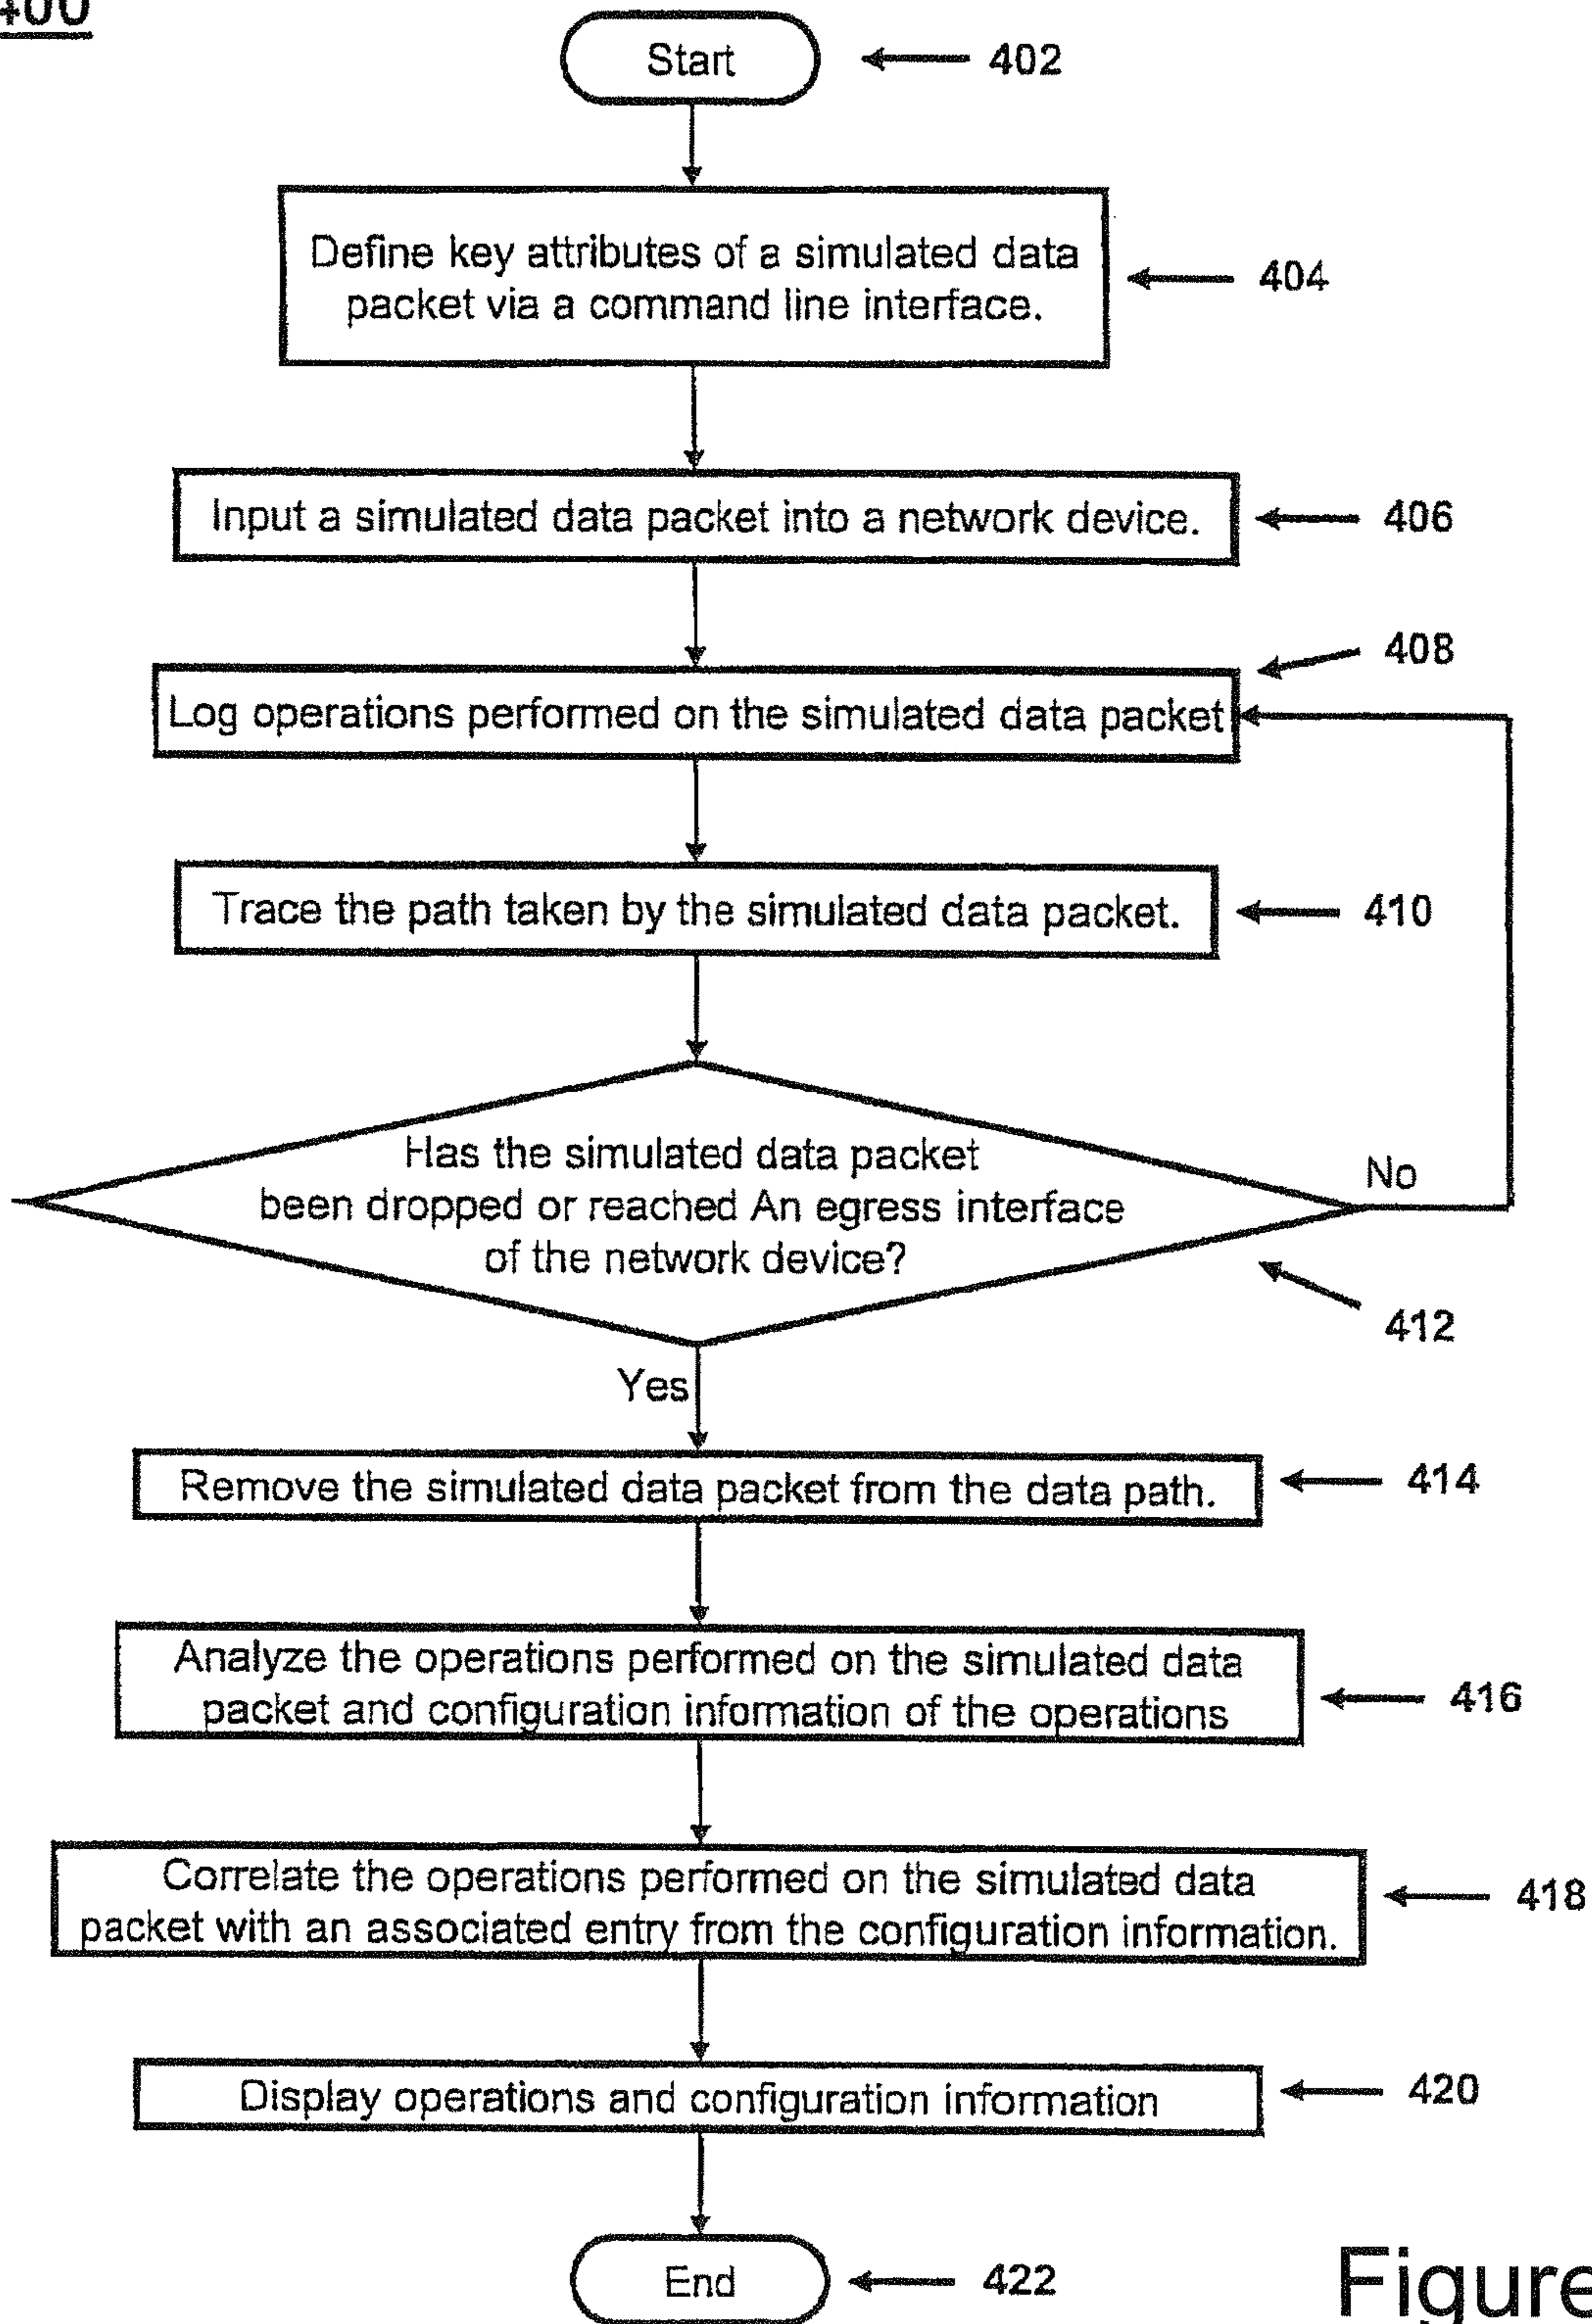 400
Start
402
Define key attributes of a simulated data
packet via a command line interface.
404
Input a simulated data packet into a network device.
406
408
Log operations performed on the simulated data packet
Trace the path taken by the simulated data packet.
410
Has the simulated data packet
been dropped or reached An egress interface
of the network device?
No
412
Yes
Remove the simulated data packet from the data path.
414
Analyze the operations performed on the simulated data
packet and configuration information of the operations
416
Correlate the operations performed on the simulated data
packet with an associated entry from the configuration information.
418
Display operations and configuration information
420
End
422
Figure